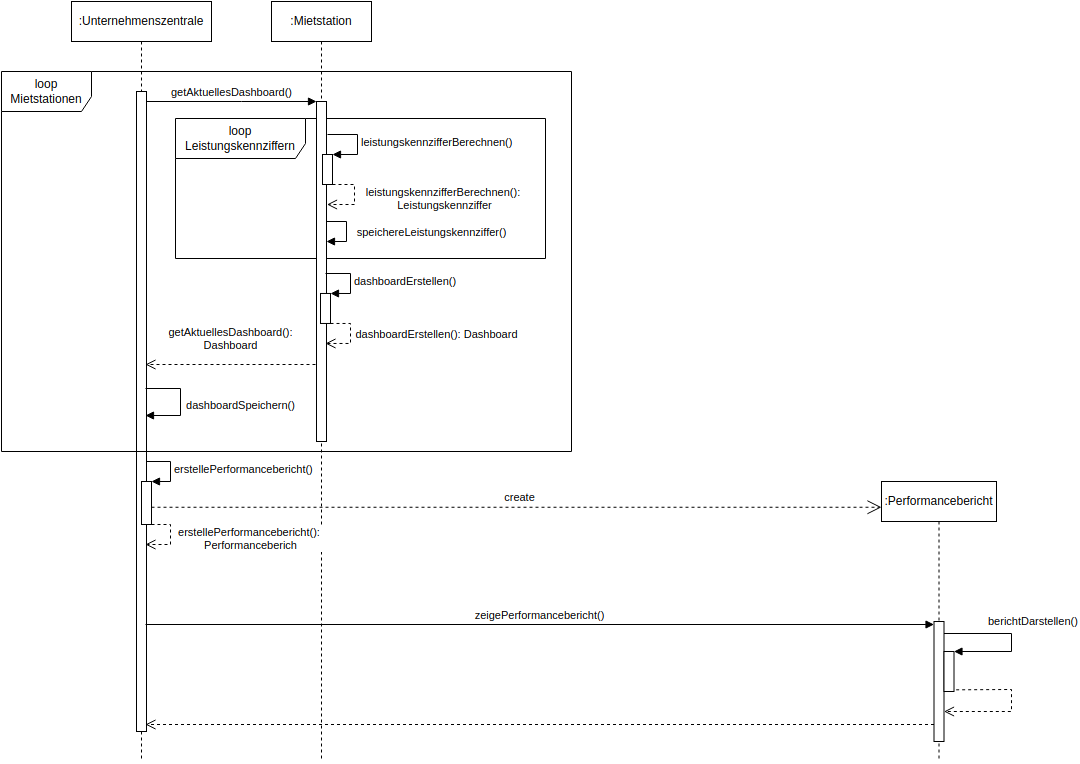 :Unternehmenszentrale
:Mietstation
loop
Mietstationen
getAktuellesDashboard()
loop
Leistungskennziffern
leistungskennzifferBerechnen()
leistungskennzifferBerechnen():
Leistungskennziffer
speichereLeistungskennziffer()
dashboardErstellen()
getAktuellesDashboard():
Dashboard
dashboardErstellen(): Dashboard
dashboardSpeichern()
erstellePerformancebericht()
create
:Performancebericht
erstellePerformancebericht():
Performanceberich
zeigePerformancebericht()
berichtDarstellen()